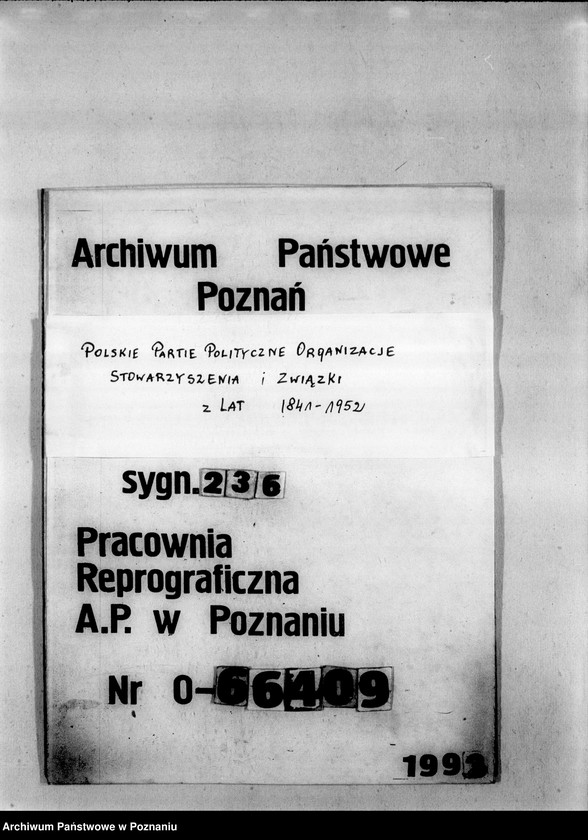 Archiwum Państwowe
Poznań
Polskie Partie Polityczne Organizacje
Stowarzyszenia i Związki
z lat 1841-1952
sygn. 236
Pracownia
Reprograficzna
A.P. w Poznaniu
Nr O-66409
1992
Archiwum Państwowe w Poznaniu